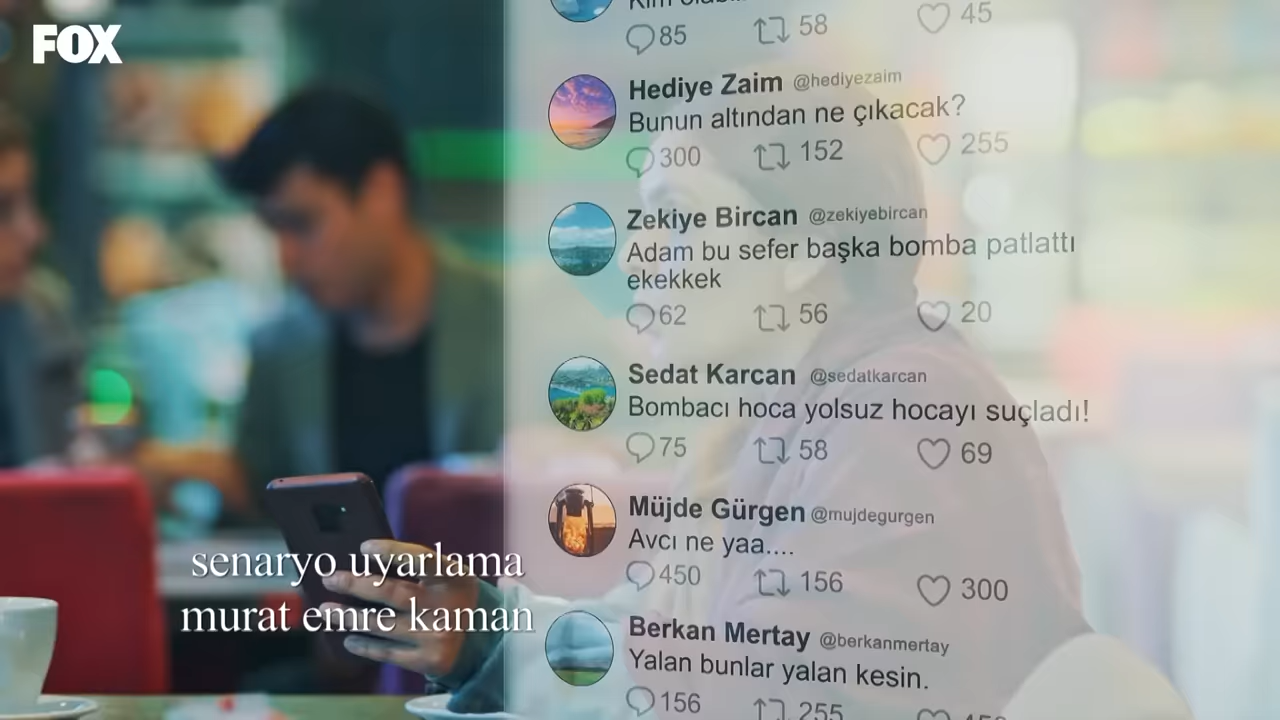 FOX
85
58
45
Hediye Zaim @hediyezaim
Bunun altından ne çıkacak?
300
152
255
Zekiye Bircan @zekiyebircan
Adam bu sefer başka bomba patlattı
ekekkek
62
56
20
Sedat Karcan @sedatkarcan
Bombacı hoca yolsuz hocayı suçladı!
75
58
69
Müjde Gürgen @mujdegurgen
Avcı ne yaa....
450
156
300
Berkan Mertay @berkanmertay
Yalan bunlar yalan kesin.
156
255
senaryo uyarlama
murat emre kaman